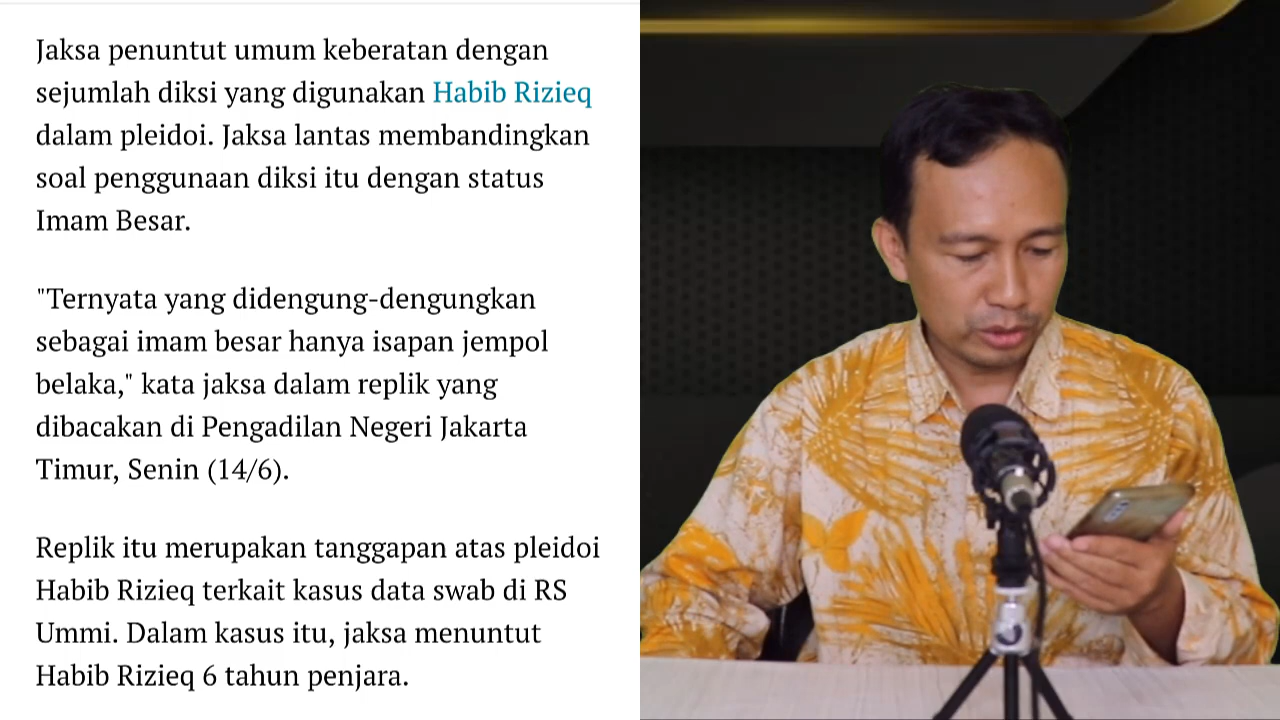 Jaksa penuntut umum keberatan dengan
sejumlah diksi yang digunakan Habib Rizieq
dalam pleidoi. Jaksa lantas membandingkan
soal penggunaan diksi itu dengan status
Imam Besar.
"Ternyata yang didengung-dengungkan
sebagai imam besar hanya isapan jempol
belaka," kata jaksa dalam replik yang
dibacakan di Pengadilan Negeri Jakarta
Timur, Senin (14/6).
Replik itu merupakan tanggapan atas pleidoi
Habib Rizieq terkait kasus data swab di RS
Ummi. Dalam kasus itu, jaksa menuntut
Habib Rizieq 6 tahun penjara.